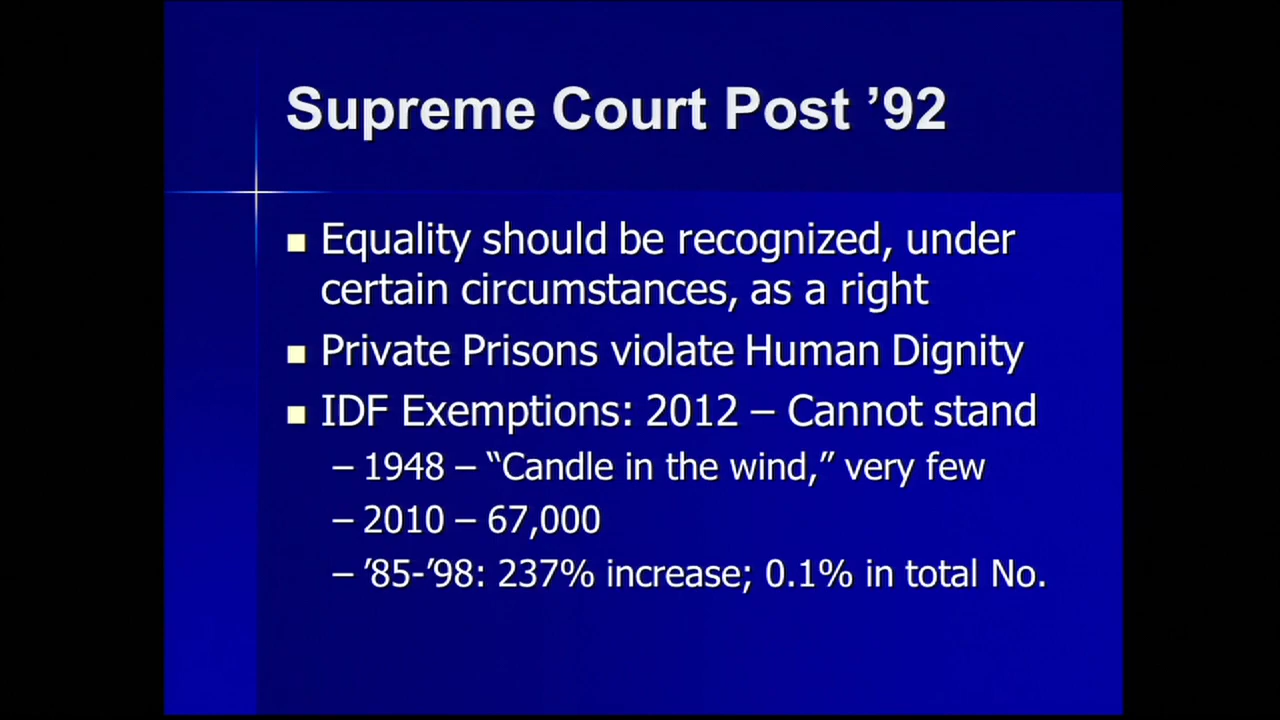 Supreme Court Post ’92
Equality should be recognized, under
certain circumstances, as a right
Private Prisons violate Human Dignity
IDF Exemptions: 2012 – Cannot stand
– 1948 – “Candle in the wind,” very few
– 2010 – 67,000
– ’85-’98: 237% increase; 0.1% in total No.